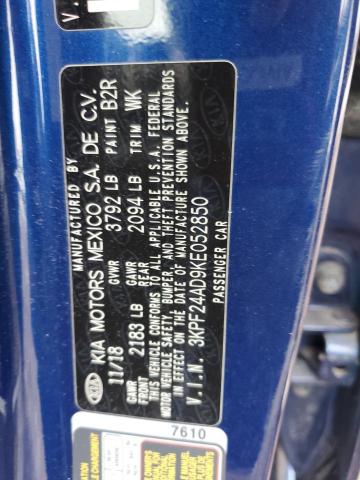 MANUFACTURED BY
KIA MOTORS MEXICO S.A. DE C.V.
11/18 GVWR 3792 LB PAINT B2R
GAWR FRONT 2183 LB GAWR REAR 2094 LB TRIM WK
THIS VEHICLE CONFORMS TO ALL APPLICABLE U.S.A. FEDERAL
MOTOR VEHICLE SAFETY, BUMPER, AND THEFT PREVENTION STANDARDS
IN EFFECT ON THE DATE OF MANUFACTURE SHOWN ABOVE.
V.I.N. 3KPF24AD9KE052850
PASSENGER CAR
KIA
7610